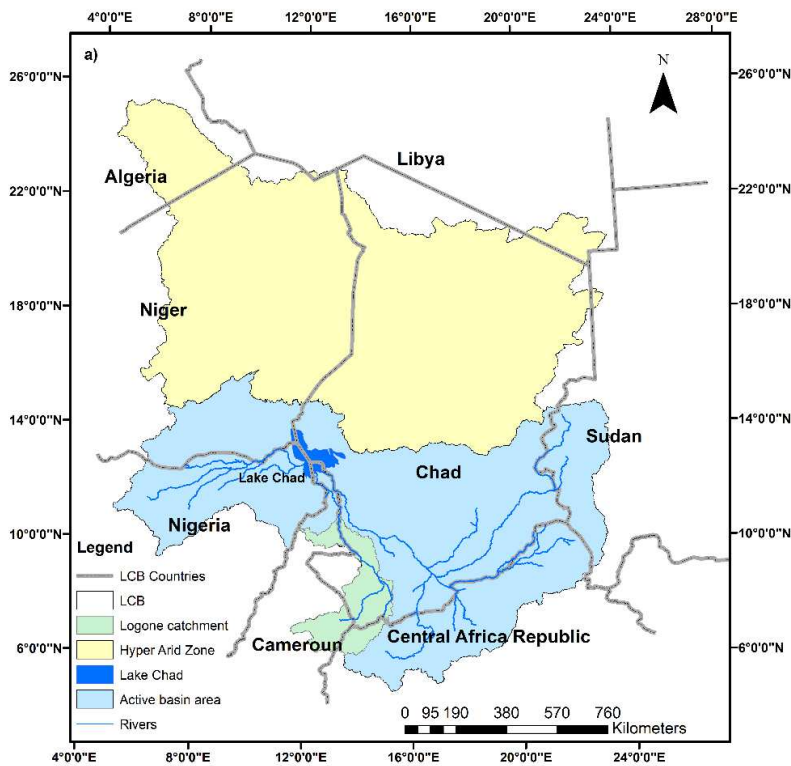 4°0'0"E 8°0'0"E 12°0'0"E 16°0'0"E 20°0'0"E 24°0'0"E 28°0'0"E
a)
N
26°0'0"N 26°0'0"N
Libya
Algeria
22°0'0"N 22°0'0"N
Niger
18°0'0"N 18°0'0"N
14°0'0"N 14°0'0"N
Sudan
Chad
Lake Chad
Nigeria
10°0'0"N 10°0'0"N
Legend
LCB Countries
LCB
Logone catchment
Hyper Arid Zone
Lake Chad
Active basin area
Rivers
Central Africa Republic
Cameroun
6°0'0"N 6°0'0"N
0 95 190 380 570 760
Kilometers
4°0'0"E 8°0'0"E 12°0'0"E 16°0'0"E 20°0'0"E 24°0'0"E